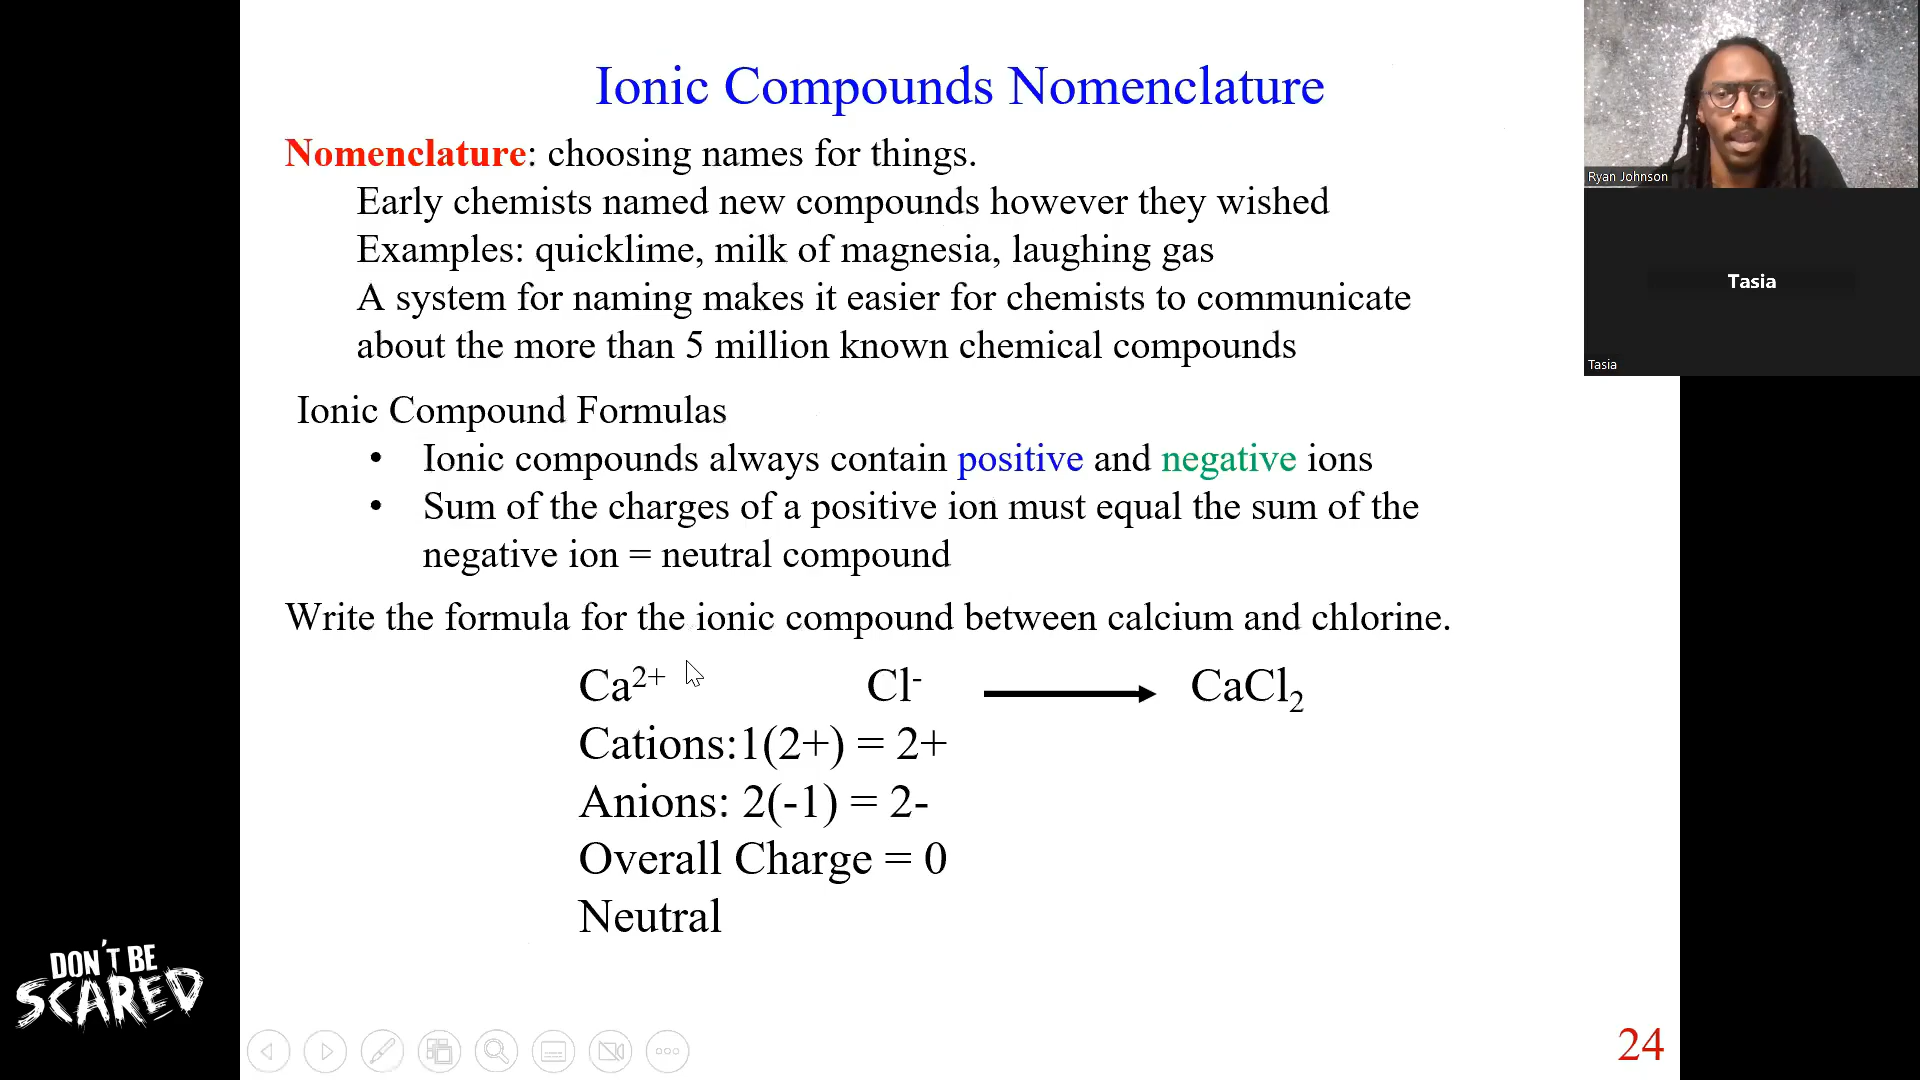 Ionic Compounds Nomenclature
Nomenclature: choosing names for things.
Early chemists named new compounds however they wished
Examples: quicklime, milk of magnesia, laughing gas
A system for naming makes it easier for chemists to communicate
about the more than 5 million known chemical compounds
Ionic Compound Formulas
• Ionic compounds always contain positive and negative ions
• Sum of the charges of a positive ion must equal the sum of the
negative ion = neutral compound
Write the formula for the ionic compound between calcium and chlorine.
Ca²⁺ Cl⁻ CaCl₂
Cations:1(2+) = 2+
Anions: 2(-1) = 2-
Overall Charge = 0
Neutral
24
Ryan Johnson
Tasia
Tasia
DON'T BE
SCARED